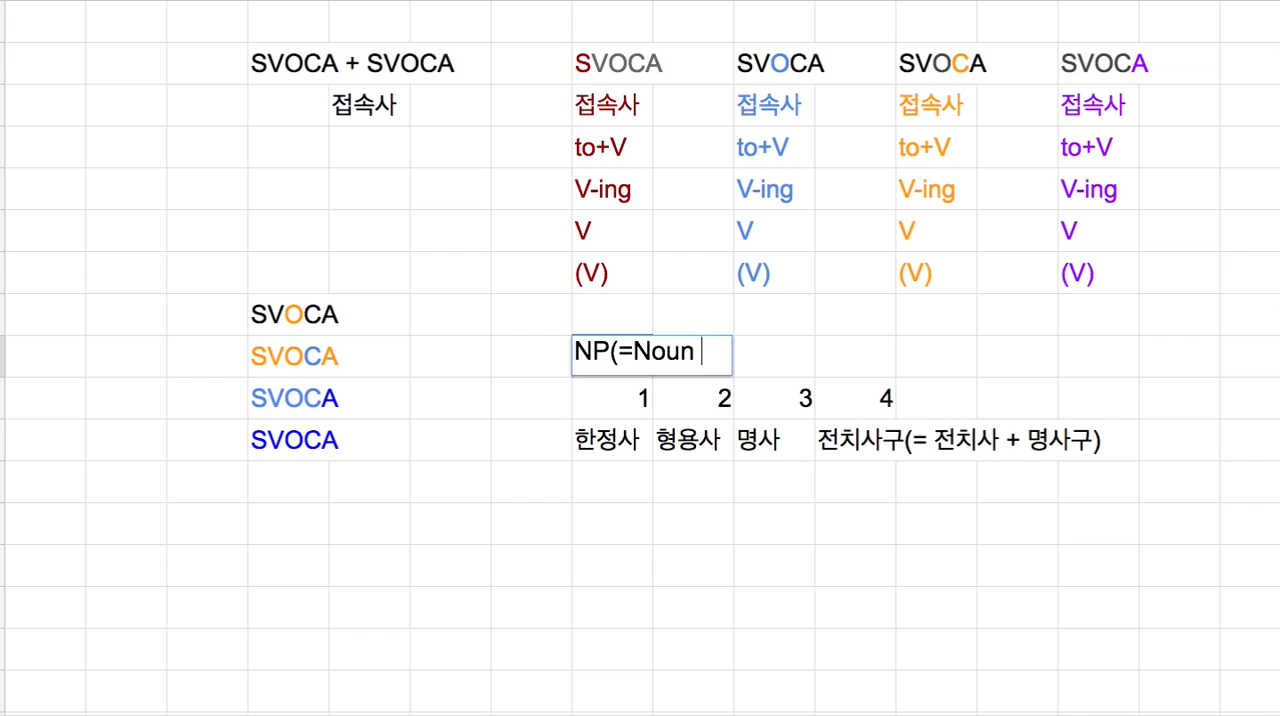 SVOCA + SVOCA SVOCA SVOCA SVOCA SVOCA
접속사 접속사 접속사 접속사 접속사
to+V to+V to+V to+V
V-ing V-ing V-ing V-ing
V V V V
(V) (V) (V) (V)
SVOCA
SVOCA NP(=Noun
SVOCA 1 2 3 4
SVOCA 한정사 형용사 명사 전치사구(= 전치사 + 명사구)